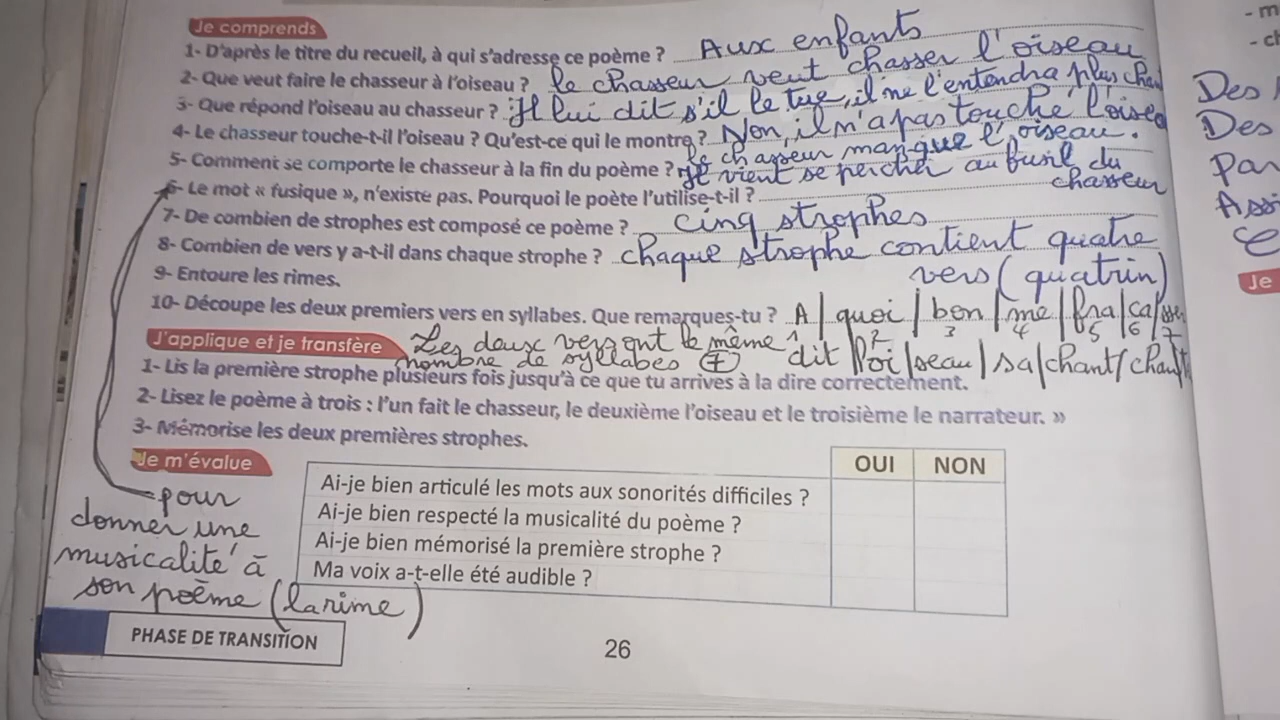 Je comprends
1- D'après le titre du recueil, à qui s'adresse ce poème ? Aux enfants
2- Que veut faire le chasseur à l'oiseau ? le chasseur veut chasser l'oiseau
3- Que répond l'oiseau au chasseur ? Il lui dit s'il le tue, il ne l'entendra plus
4- Le chasseur touche-t-il l'oiseau ? Qu'est-ce qui le montre ? Non, il n'a pas touché
le chasseur manque l'oiseau.
5- Comment se comporte le chasseur à la fin du poème ? Il vient se percher au fusil du
chasseur
6- Le mot « fusique », n'existe pas. Pourquoi le poète l'utilise-t-il ?
7- De combien de strophes est composé ce poème ? cinq strophes
8- Combien de vers y a-t-il dans chaque strophe ? chaque strophe contient quatre
vers (quatrin)
9- Entoure les rimes.
10- Découpe les deux premiers vers en syllabes. Que remarques-tu ? A/quoi/bon/me/fra/ca/
1 2 3 4 5 6 7
J'applique et je transfère
Les deux vers ont le même
nombre de syllabes (7)
dit/loi/seau/sa/chant/
1- Lis la première strophe plusieurs fois jusqu'à ce que tu arrives à la dire correctement.
2- Lisez le poème à trois : l'un fait le chasseur, le deuxième l'oiseau et le troisième le narrateur. »
3- Mémorise les deux premières strophes.
Je m'évalue
OUI NON
Ai-je bien articulé les mots aux sonorités difficiles ?
Ai-je bien respecté la musicalité du poème ?
Ai-je bien mémorisé la première strophe ?
Ma voix a-t-elle été audible ?
pour
donner une
musicalité à
son poème (la rime)
PHASE DE TRANSITION
26
Des
Des
par
Je